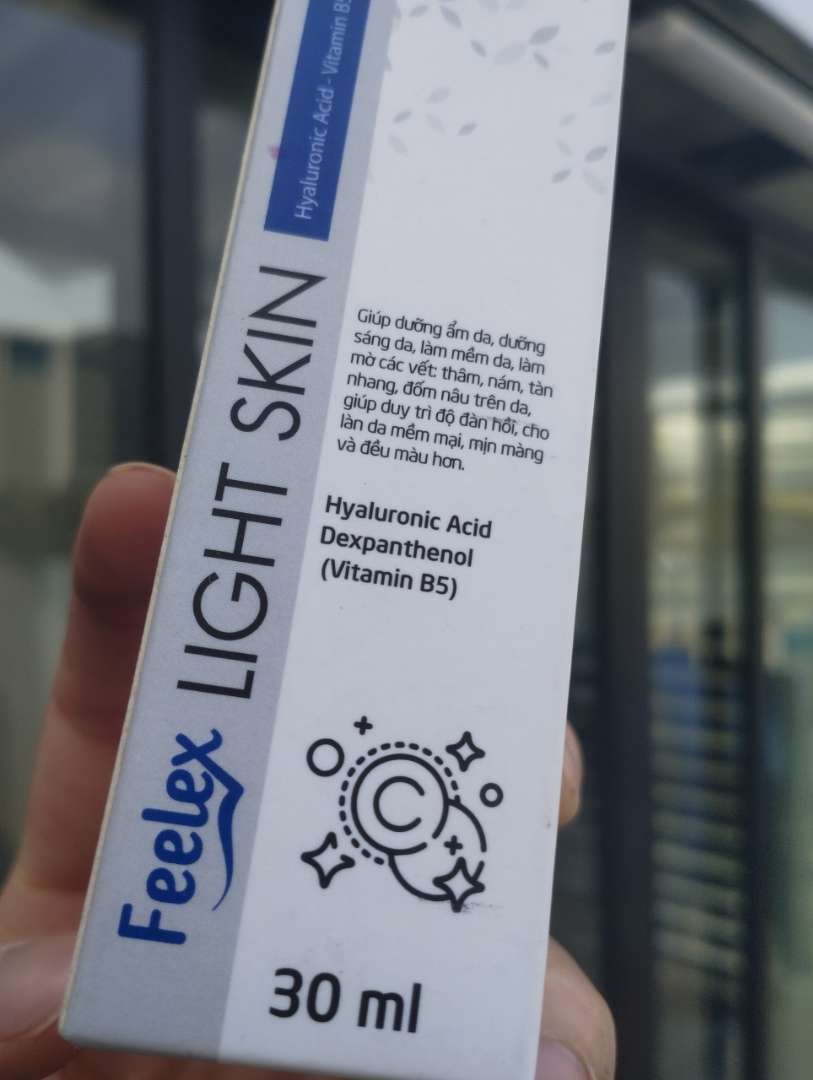 Hyaluronic Acid - Vitamin B5
Feelex LIGHT SKIN
Giúp dưỡng ẩm da, dưỡng
sáng da, làm mềm da, làm
mờ các vết: thâm, nám, tàn
nhang, đốm nâu trên da,
giúp duy trì độ đàn hồi, cho
làn da mềm mại, mịn màng
và đều màu hơn.
Hyaluronic Acid
Dexpanthenol
(Vitamin B5)
C
30 ml